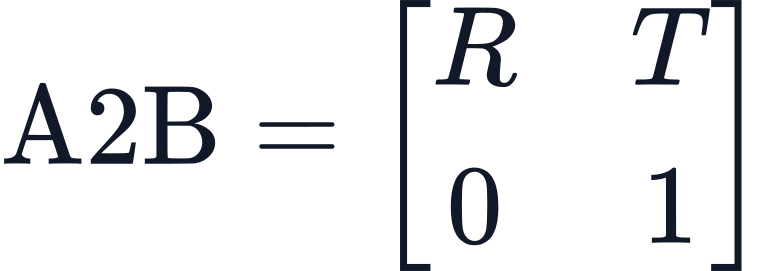 A2B = [ R T
0 1 ]